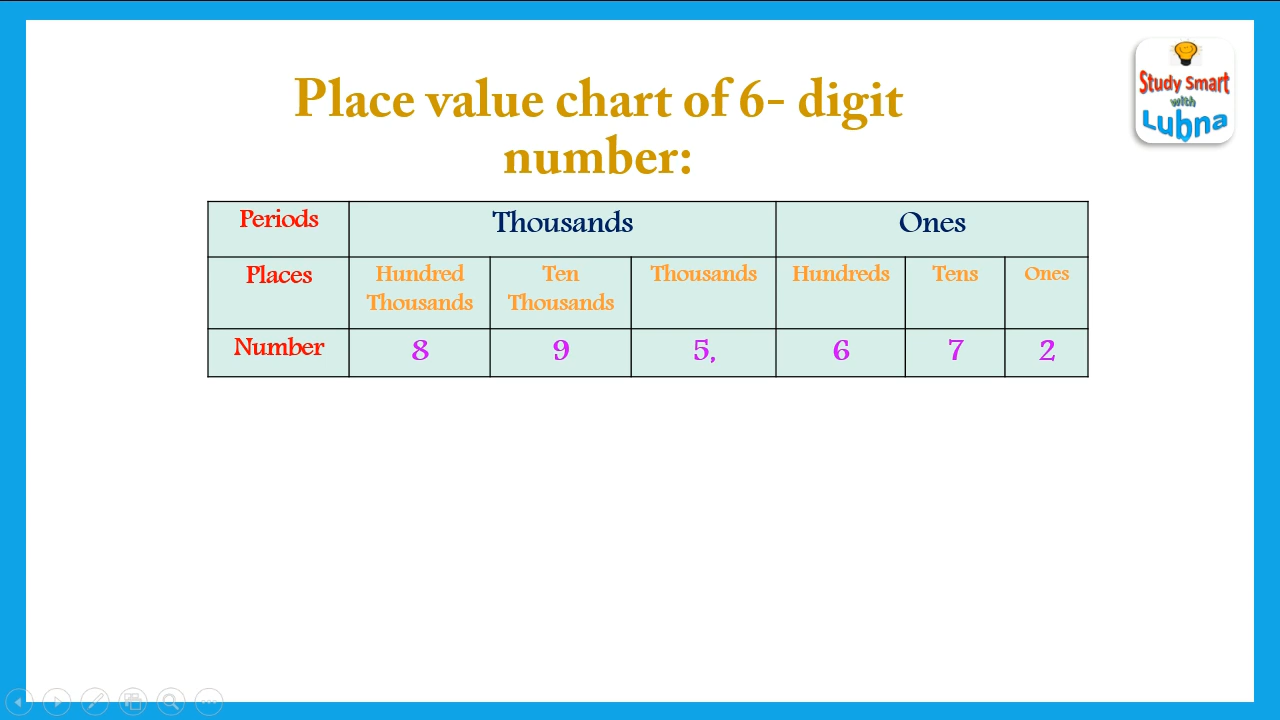 Place value chart of 6- digit
number:
Study Smart
with
Lubna
Periods Thousands Ones
Places Hundred Thousands Ten Thousands Thousands Hundreds Tens Ones
Number 8 9 5, 6 7 2